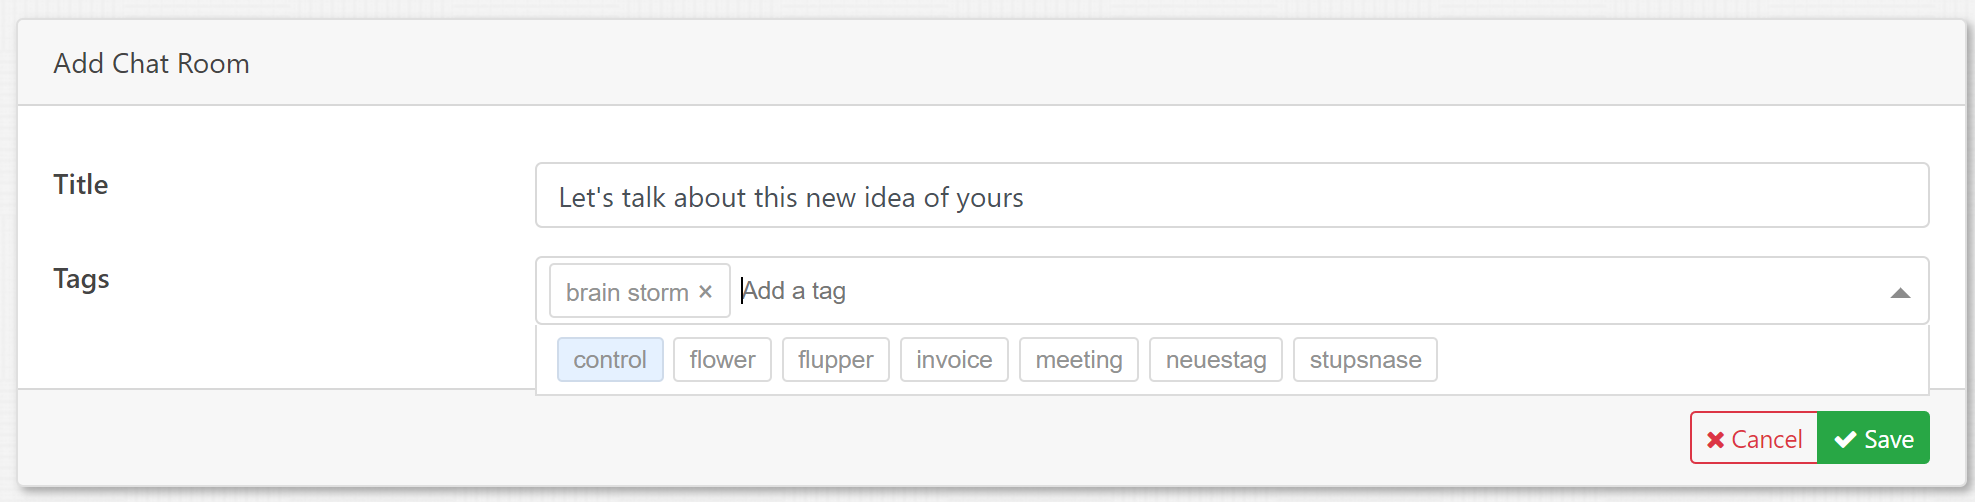 Add Chat Room
Title
Let's talk about this new idea of yours
Tags
brain storm × Add a tag
control flower flupper invoice meeting neuestag stupsnase
Cancel Save